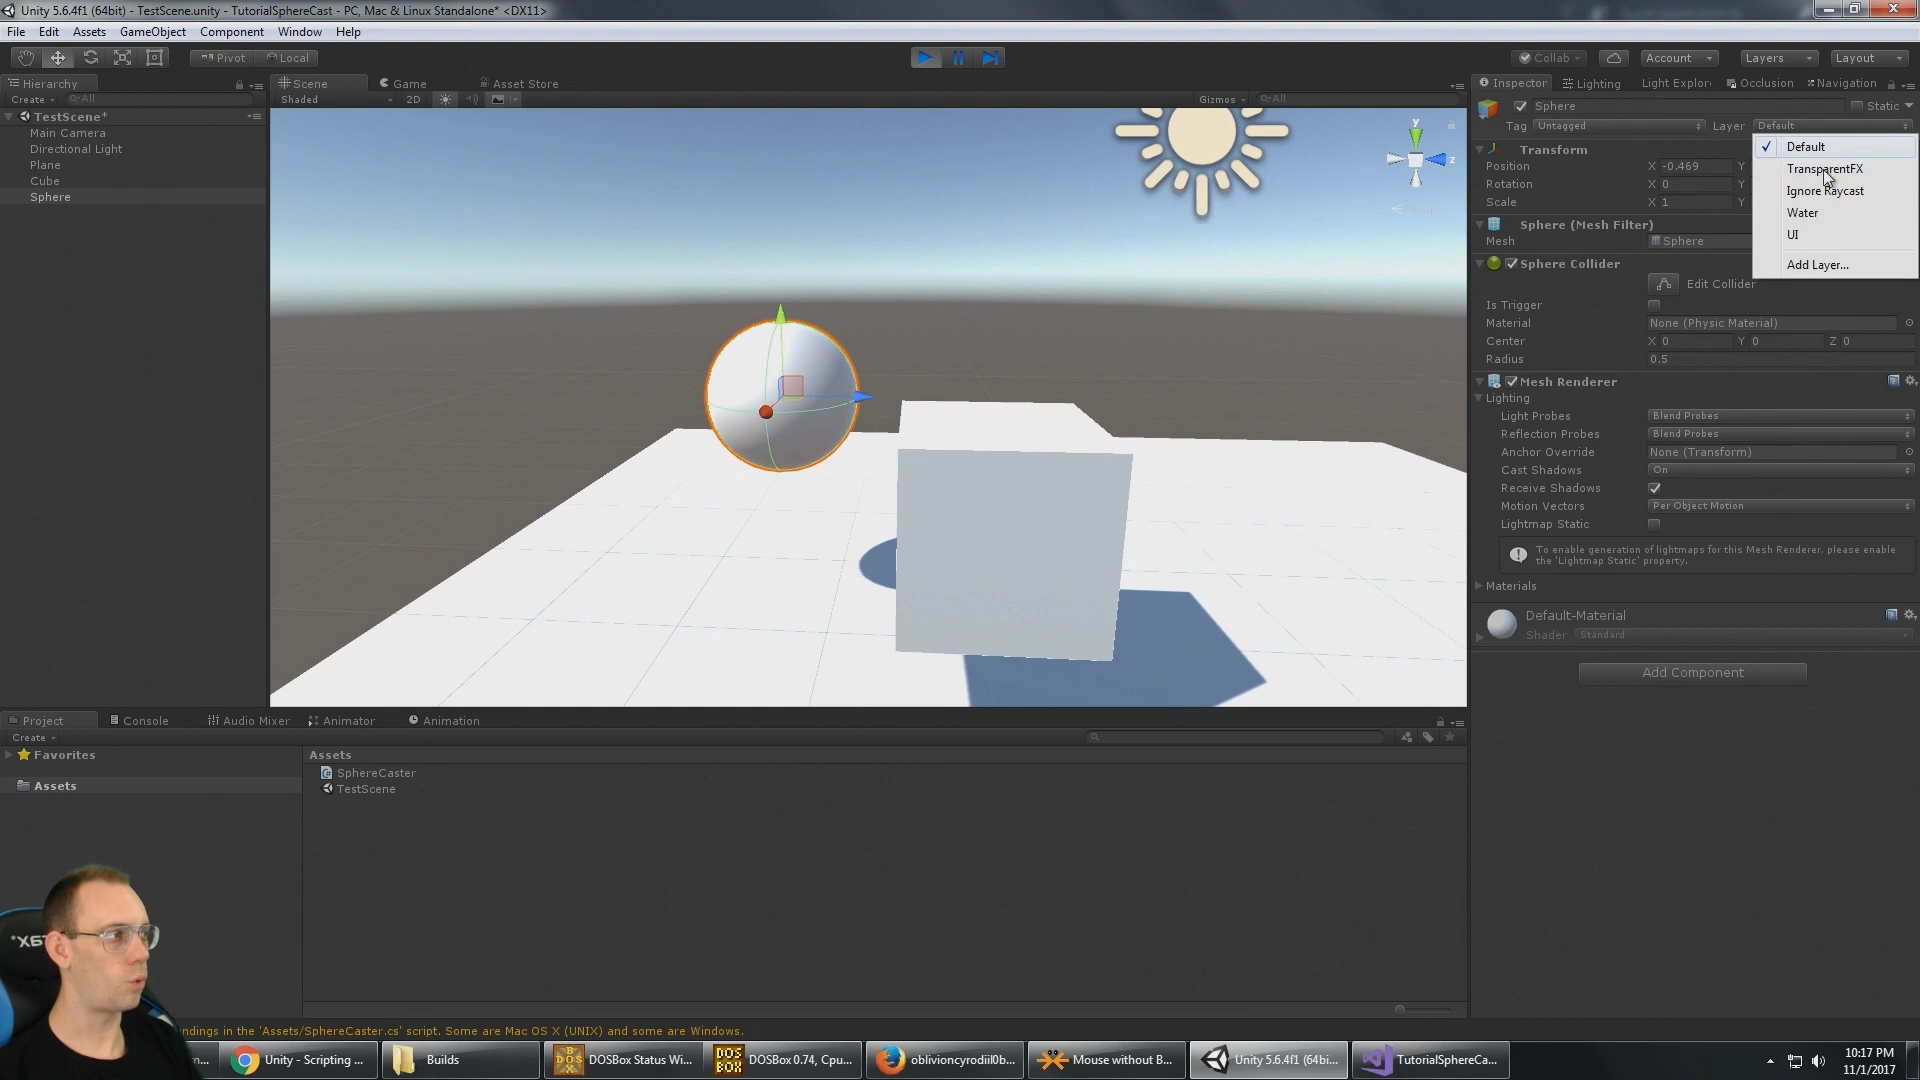 Unity 5.6.4f1 (64bit) - TestScene.unity - TutorialSphereCast - PC, Mac & Linux Standalone* <DX11>
File Edit Assets GameObject Component Window Help
Pivot Local Collab Account Layers Layout
Hierarchy Scene Game Asset Store Inspector Lighting Light Explor Occlusion Navigation
Create All Shaded 2D Gizmos All
Sphere Static
TestScene*
Tag Untagged Layer Default
Main Camera
Directional Light
Plane
Cube
Sphere
Default
TransparentFX
Ignore Raycast
Water
UI
Add Layer...
y
z
Transform
Position X -0.469 Y
Rotation X 0 Y
Scale X 1 Y
Sphere (Mesh Filter)
Mesh Sphere
Sphere Collider
Edit Collider
Is Trigger
Material None (Physic Material)
Center X 0 Y 0 Z 0
Radius 0.5
Mesh Renderer
Lighting
Light Probes Blend Probes
Reflection Probes Blend Probes
Anchor Override None (Transform)
Cast Shadows On
Receive Shadows
Motion Vectors Per Object Motion
Lightmap Static
To enable generation of lightmaps for this Mesh Renderer, please enable
the 'Lightmap Static' property.
Materials
Default-Material
Shader Standard
Add Component
Project Console Audio Mixer Animator Animation
Create
Favorites
Assets
Assets
SphereCaster
TestScene
ndings in the 'Assets/SphereCaster.cs' script. Some are Mac OS X (UNIX) and some are Windows.
Unity - Scripting ... Builds DOSBox Status Wi... DOSBox 0.74, Cpu... oblivioncyrodiil0b... Mouse without B... Unity 5.6.4f1 (64bi... TutorialSphereCa...
10:17 PM
11/1/2017